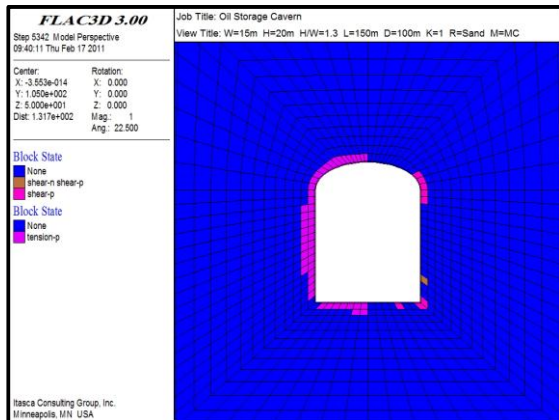 FLAC3D 3.00
Step 5342 Model Perspective
09:40:11 Thu Feb 17 2011
Center:
X: -3.553e-014
Y: 1.050e+002
Z: 5.000e+001
Dist: 1.317e+002
Rotation:
X: 0.000
Y: 0.000
Z: 0.000
Mag.: 1
Ang.: 22.500
Block State
None
shear-n shear-p
shear-p
Block State
None
tension-p
Itasca Consulting Group, Inc.
Minneapolis, MN USA
Job Title: Oil Storage Cavern
View Title: W=15m H=20m H/W=1.3 L=150m D=100m K=1 R=Sand M=MC